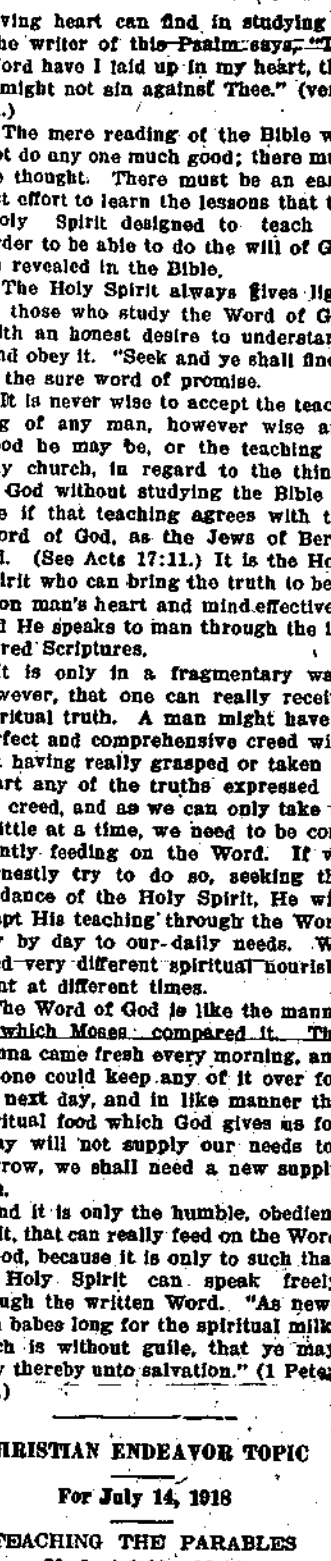 ving heart can find in studying
he writer of this Psalm says, "T
ord have I laid up in my heart, th
might not sin against Thee." (ver
.)
The mere reading of the Bible w
ot do any one much good; there mu
e thought. There must be an ear
st effort to learn the lessons that t
oly Spirit designed to teach
rder to be able to do the will of G
s revealed in the Bible.
The Holy Spirit always gives lig
those who study the Word of G
ith an honest desire to understan
nd obey it. "Seek and ye shall find
the sure word of promise.
It is never wise to accept the teac
g of any man, however wise a
ood he may be, or the teaching
y church, in regard to the thin
God without studying the Bible
e if that teaching agrees with t
ord of God, as the Jews of Ber
d. (See Acts 17:11.) It is the Ho
irit who can bring the truth to be
on man's heart and mind effective
d He speaks to man through the i
red Scriptures.
t is only in a fragmentary wa
wever, that one can really recei
ritual truth. A man might have
rfect and comprehensive creed wi
t having really grasped or taken
art any of the truths expressed
creed, and as we can only take
ittle at a time, we need to be con
ntly feeding on the Word. If w
nestly try to do so, seeking th
dance of the Holy Spirit, He wi
apt His teaching through the Wor
y by day to our daily needs. W
ed very different spiritual nourish
nt at different times.
he Word of God is like the mann
which Moses compared it. Th
nna came fresh every morning, an
one could keep any of it over fo
next day, and in like manner th
ritual food which God gives us fo
ay will not supply our needs to
rrow, we shall need a new suppl
n.
nd it is only the humble, obedien
it, that can really feed on the Word
od, because it is only to such tha
Holy Spirit can speak freely
ugh the written Word. "As new
n babes long for the spiritual milk
ch is without guile, that ye may
w thereby unto salvation." (1 Peter
.)
HRISTIAN ENDEAVOR TOPIC
For July 14, 1918
TEACHING THE PARABLES